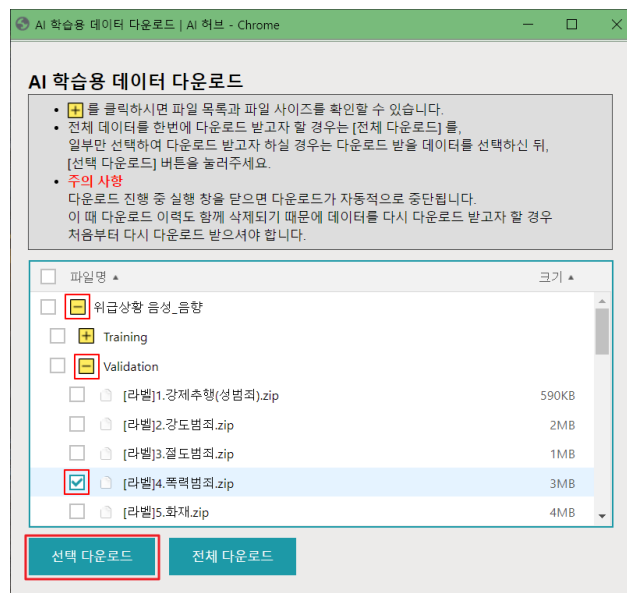 AI 학습용 데이터 다운로드 | AI 허브 - Chrome
AI 학습용 데이터 다운로드
• + 를 클릭하시면 파일 목록과 파일 사이즈를 확인할 수 있습니다.
• 전체 데이터를 한번에 다운로드 받고자 할 경우는 [전체 다운로드] 를,
일부만 선택하여 다운로드 받고자 하실 경우는 다운로드 받을 데이터를 선택하신 뒤,
[선택 다운로드] 버튼을 눌러주세요.
• 주의 사항
다운로드 진행 중 실행 창을 닫으면 다운로드가 자동적으로 중단됩니다.
이 때 다운로드 이력도 함께 삭제되기 때문에 데이터를 다시 다운로드 받고자 할 경우
처음부터 다시 다운로드 받으셔야 합니다.
파일명 ▲ 크기 ▲
위급상황 음성_음향
Training
Validation
[라벨]1.강제추행(성범죄).zip 590KB
[라벨]2.강도범죄.zip 2MB
[라벨]3.절도범죄.zip 1MB
[라벨]4.폭력범죄.zip 3MB
[라벨]5.화재.zip 4MB
선택 다운로드 전체 다운로드